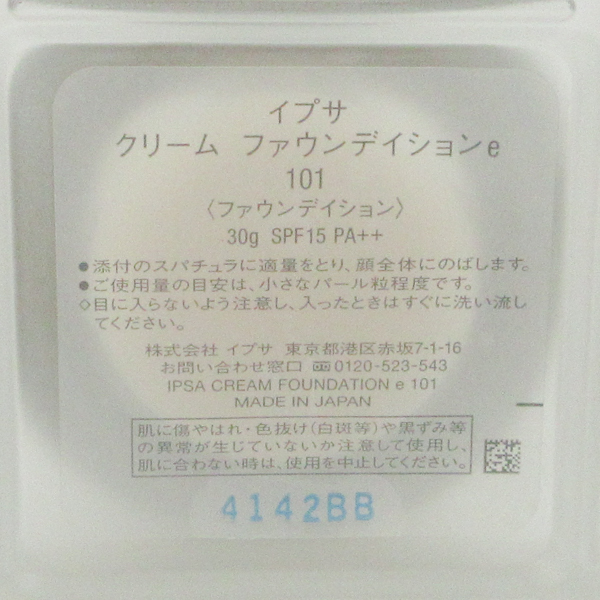 イプサ
クリーム ファウンデイションe
101
〈ファウンデイション〉
30g SPF15 PA++
●添付のスパチュラに適量をとり、顔全体にのばします。
●ご使用量の目安は、小さなパール粒程度です。
◇目に入らないよう注意し、入ったときはすぐに洗い流し
てください。
株式会社 イプサ 東京都港区赤坂7-1-16
お問い合わせ窓口 0120-523-543
IPSA CREAM FOUNDATION e 101
MADE IN JAPAN
肌に傷やはれ・色抜け(白斑等)や黒ずみ等
の異常が生じていないか注意して使用し、
肌に合わない時は、使用を中止してください。
4142BB